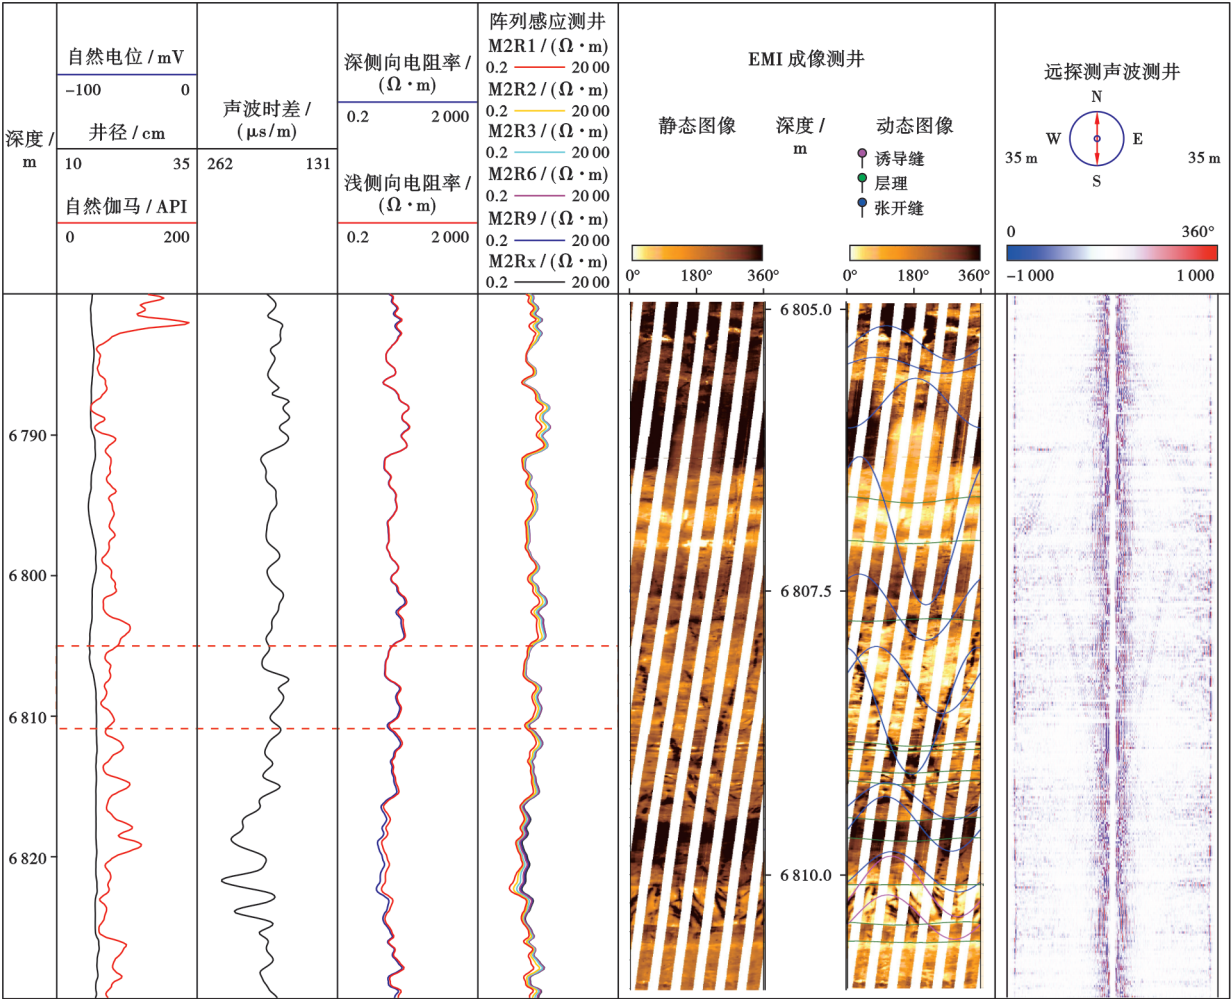 深度/
m
自然电位/mV
-100 0
井径/cm
10 35
自然伽马/API
0 200
声波时差/
(μs/m)
262 131
深侧向电阻率/
(Ω·m)
0.2 2 000
浅侧向电阻率/
(Ω·m)
0.2 2 000
阵列感应测井
M2R1/(Ω·m)
0.2 20 00
M2R2/(Ω·m)
0.2 20 00
M2R3/(Ω·m)
0.2 20 00
M2R6/(Ω·m)
0.2 20 00
M2R9/(Ω·m)
0.2 20 00
M2Rx/(Ω·m)
0.2 20 00
EMI 成像测井
静态图像
0° 180° 360°
深度/
m
动态图像
诱导缝
层理
张开缝
0° 180° 360°
远探测声波测井
N
W E
S
35 m 35 m
0 360°
-1 000 1 000
6 790
6 800
6 810
6 820
6 805.0
6 807.5
6 810.0